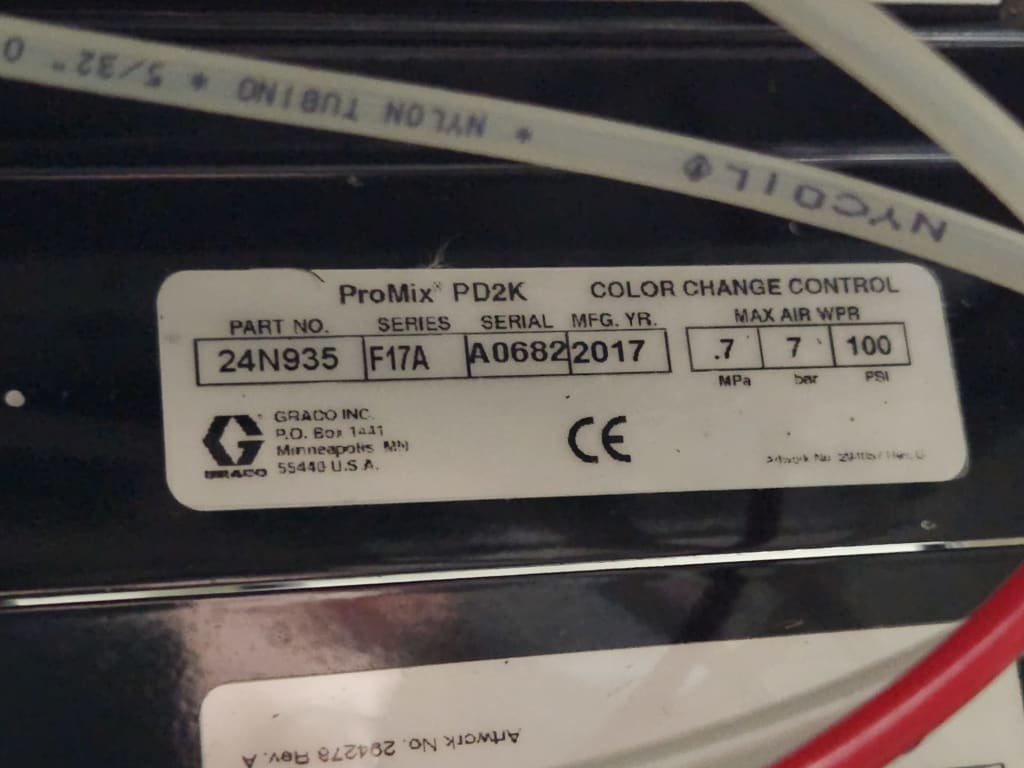 NYCOIL® * NYLON TUBING * 5/32" O
ProMix® PD2K COLOR CHANGE CONTROL
PART NO. SERIES SERIAL MFG. YR. MAX AIR WPR
24N935 F17A A0682 2017 .7 7 100
MPa bar PSI
GRACO INC.
P.O. Box 1441
Minneapolis MN
55440 U.S.A.
GRACO
CE
Artwork No.
Artwork No. 294278 Rev. A